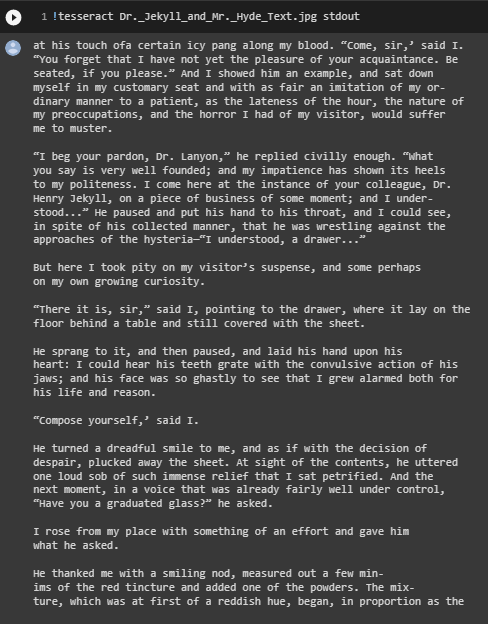 1 !tesseract Dr._Jekyll_and_Mr._Hyde_Text.jpg stdout
at his touch ofa certain icy pang along my blood. “Come, sir,’ said I.
“You forget that I have not yet the pleasure of your acquaintance. Be
seated, if you please.” And I showed him an example, and sat down
myself in my customary seat and with as fair an imitation of my or-
dinary manner to a patient, as the lateness of the hour, the nature of
my preoccupations, and the horror I had of my visitor, would suffer
me to muster.
“I beg your pardon, Dr. Lanyon,” he replied civilly enough. “What
you say is very well founded; and my impatience has shown its heels
to my politeness. I come here at the instance of your colleague, Dr.
Henry Jekyll, on a piece of business of some moment; and I under-
stood...” He paused and put his hand to his throat, and I could see,
in spite of his collected manner, that he was wrestling against the
approaches of the hysteria—“I understood, a drawer...”
But here I took pity on my visitor’s suspense, and some perhaps
on my own growing curiosity.
“There it is, sir,” said I, pointing to the drawer, where it lay on the
floor behind a table and still covered with the sheet.
He sprang to it, and then paused, and laid his hand upon his
heart: I could hear his teeth grate with the convulsive action of his
jaws; and his face was so ghastly to see that I grew alarmed both for
his life and reason.
“Compose yourself,’ said I.
He turned a dreadful smile to me, and as if with the decision of
despair, plucked away the sheet. At sight of the contents, he uttered
one loud sob of such immense relief that I sat petrified. And the
next moment, in a voice that was already fairly well under control,
“Have you a graduated glass?” he asked.
I rose from my place with something of an effort and gave him
what he asked.
He thanked me with a smiling nod, measured out a few min-
ims of the red tincture and added one of the powders. The mix-
ture, which was at first of a reddish hue, began, in proportion as the